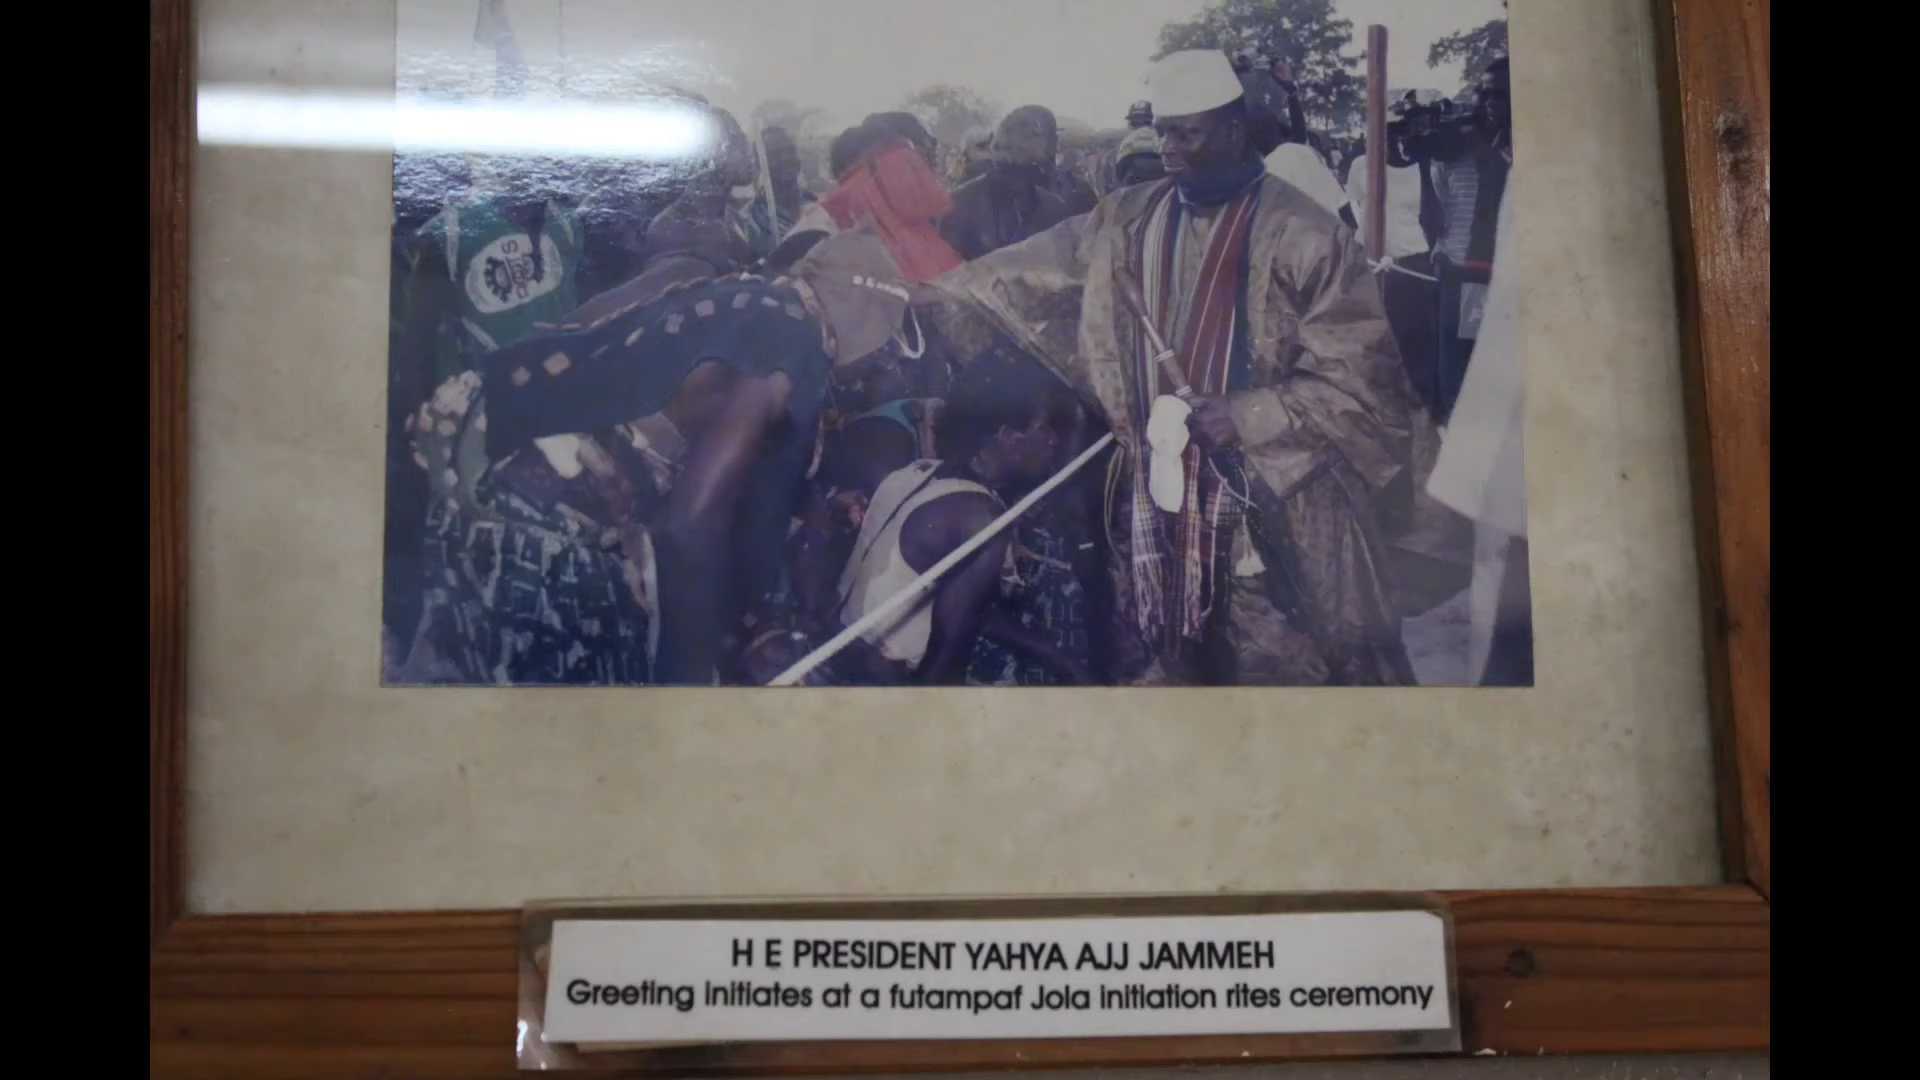 H E PRESIDENT YAHYA AJJ JAMMEH
Greeting initiates at a futampaf Jola initiation rites ceremony